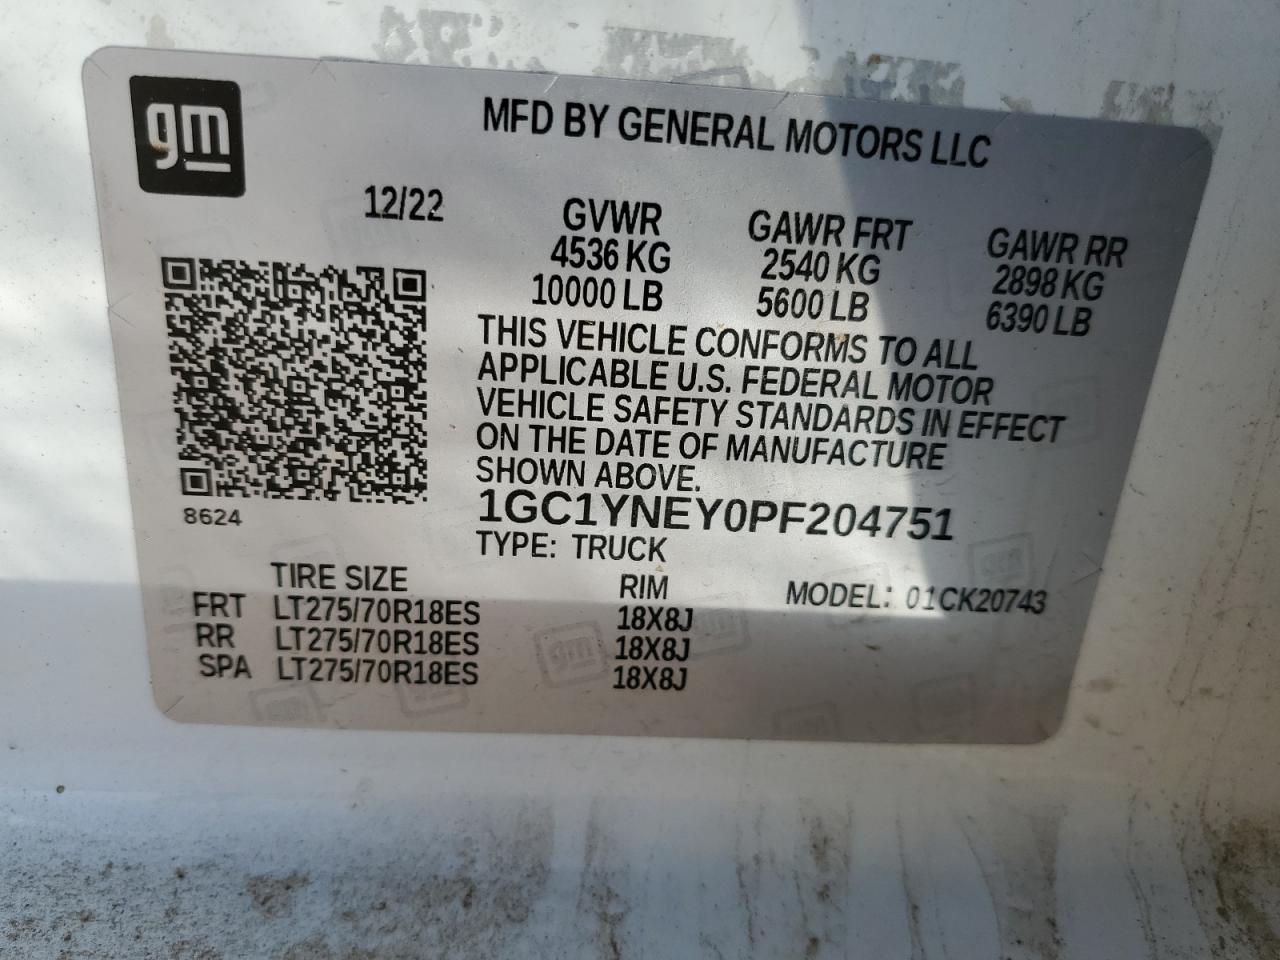 gm
MFD BY GENERAL MOTORS LLC
12/22
GVWR GAWR FRT GAWR RR
4536 KG 2540 KG 2898 KG
10000 LB 5600 LB 6390 LB
THIS VEHICLE CONFORMS TO ALL
APPLICABLE U.S. FEDERAL MOTOR
VEHICLE SAFETY STANDARDS IN EFFECT
ON THE DATE OF MANUFACTURE
SHOWN ABOVE.
8624
1GC1YNEY0PF204751
TYPE: TRUCK
TIRE SIZE RIM MODEL: 01CK20743
FRT LT275/70R18ES 18X8J
RR LT275/70R18ES 18X8J
SPA LT275/70R18ES 18X8J